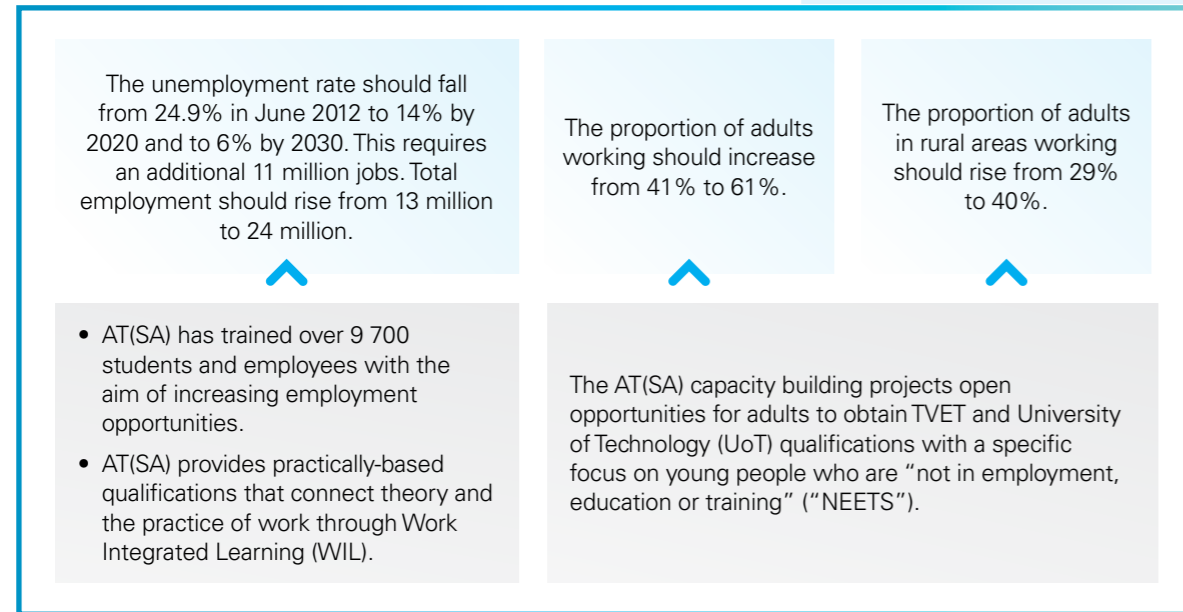 The unemployment rate should fall
from 24.9% in June 2012 to 14% by
2020 and to 6% by 2030. This requires
an additional 11 million jobs. Total
employment should rise from 13 million
to 24 million.
The proportion of adults
working should increase
from 41% to 61%.
The proportion of adults
in rural areas working
should rise from 29%
to 40%.
• AT(SA) has trained over 9 700
students and employees with the
aim of increasing employment
opportunities.
• AT(SA) provides practically-based
qualifications that connect theory and
the practice of work through Work
Integrated Learning (WIL).
The AT(SA) capacity building projects open
opportunities for adults to obtain TVET and University
of Technology (UoT) qualifications with a specific
focus on young people who are “not in employment,
education or training” (“NEETS”).